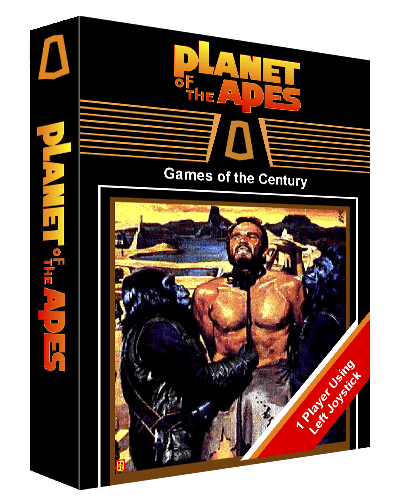 PLANET
OF THE APES
Games of the Century
PLANET
OF THE
APES
1 Player Using
Left Joystick